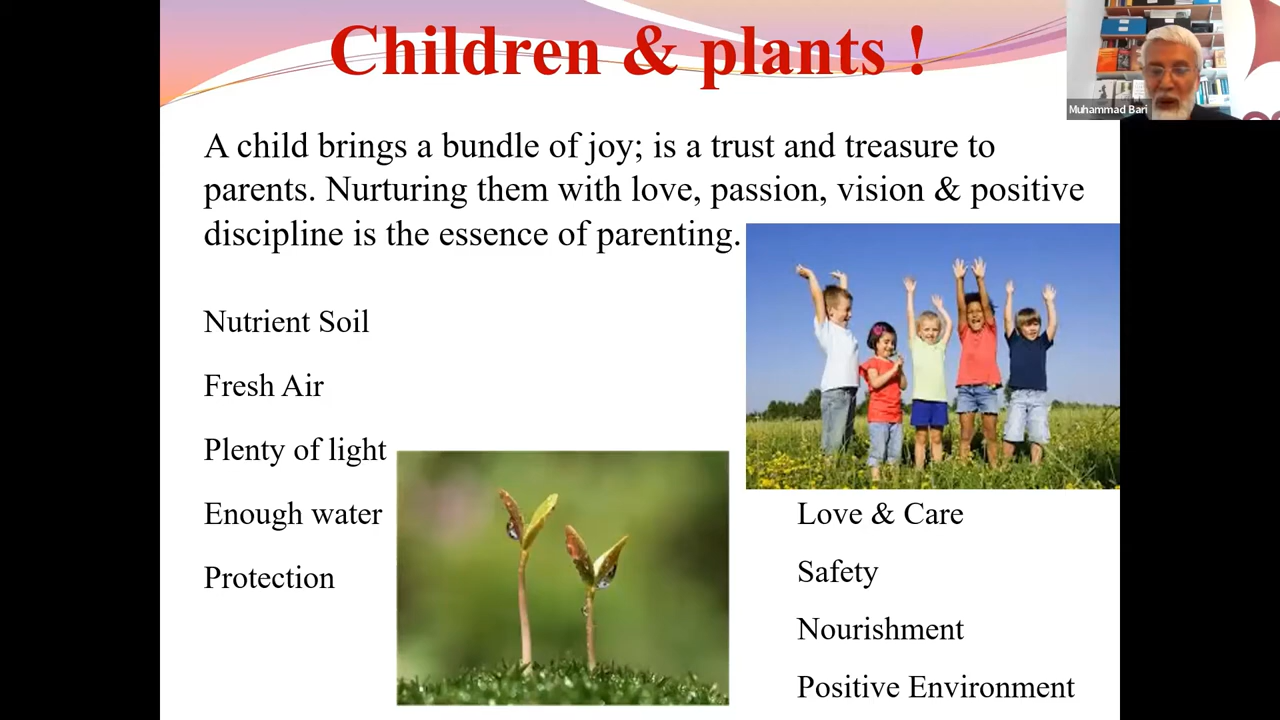 Children & plants !
Muhammad Bari
A child brings a bundle of joy; is a trust and treasure to
parents. Nurturing them with love, passion, vision & positive
discipline is the essence of parenting.
Nutrient Soil
Fresh Air
Plenty of light
Enough water
Protection
Love & Care
Safety
Nourishment
Positive Environment